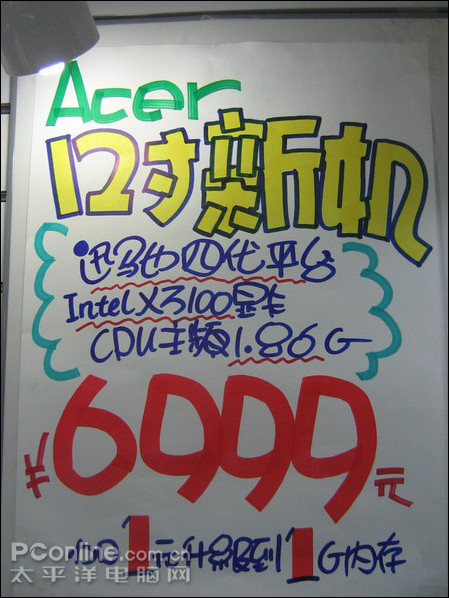 Acer
12寸新机
迅驰四代平台
Intel X3100显卡
CPU主频1.86G
¥6999元
1元升级到1G内存
PConline.com.cn
太平洋电脑网